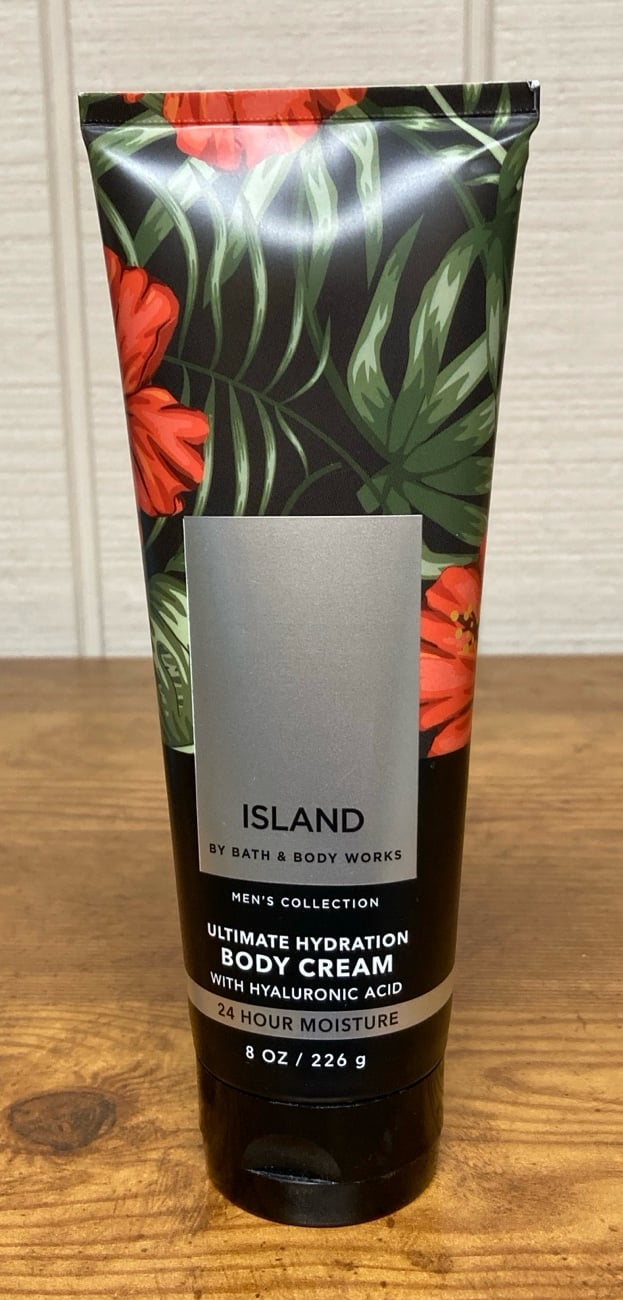 ISLAND
BY BATH & BODY WORKS
MEN'S COLLECTION
ULTIMATE HYDRATION
BODY CREAM
WITH HYALURONIC ACID
24 HOUR MOISTURE
8 OZ / 226 g